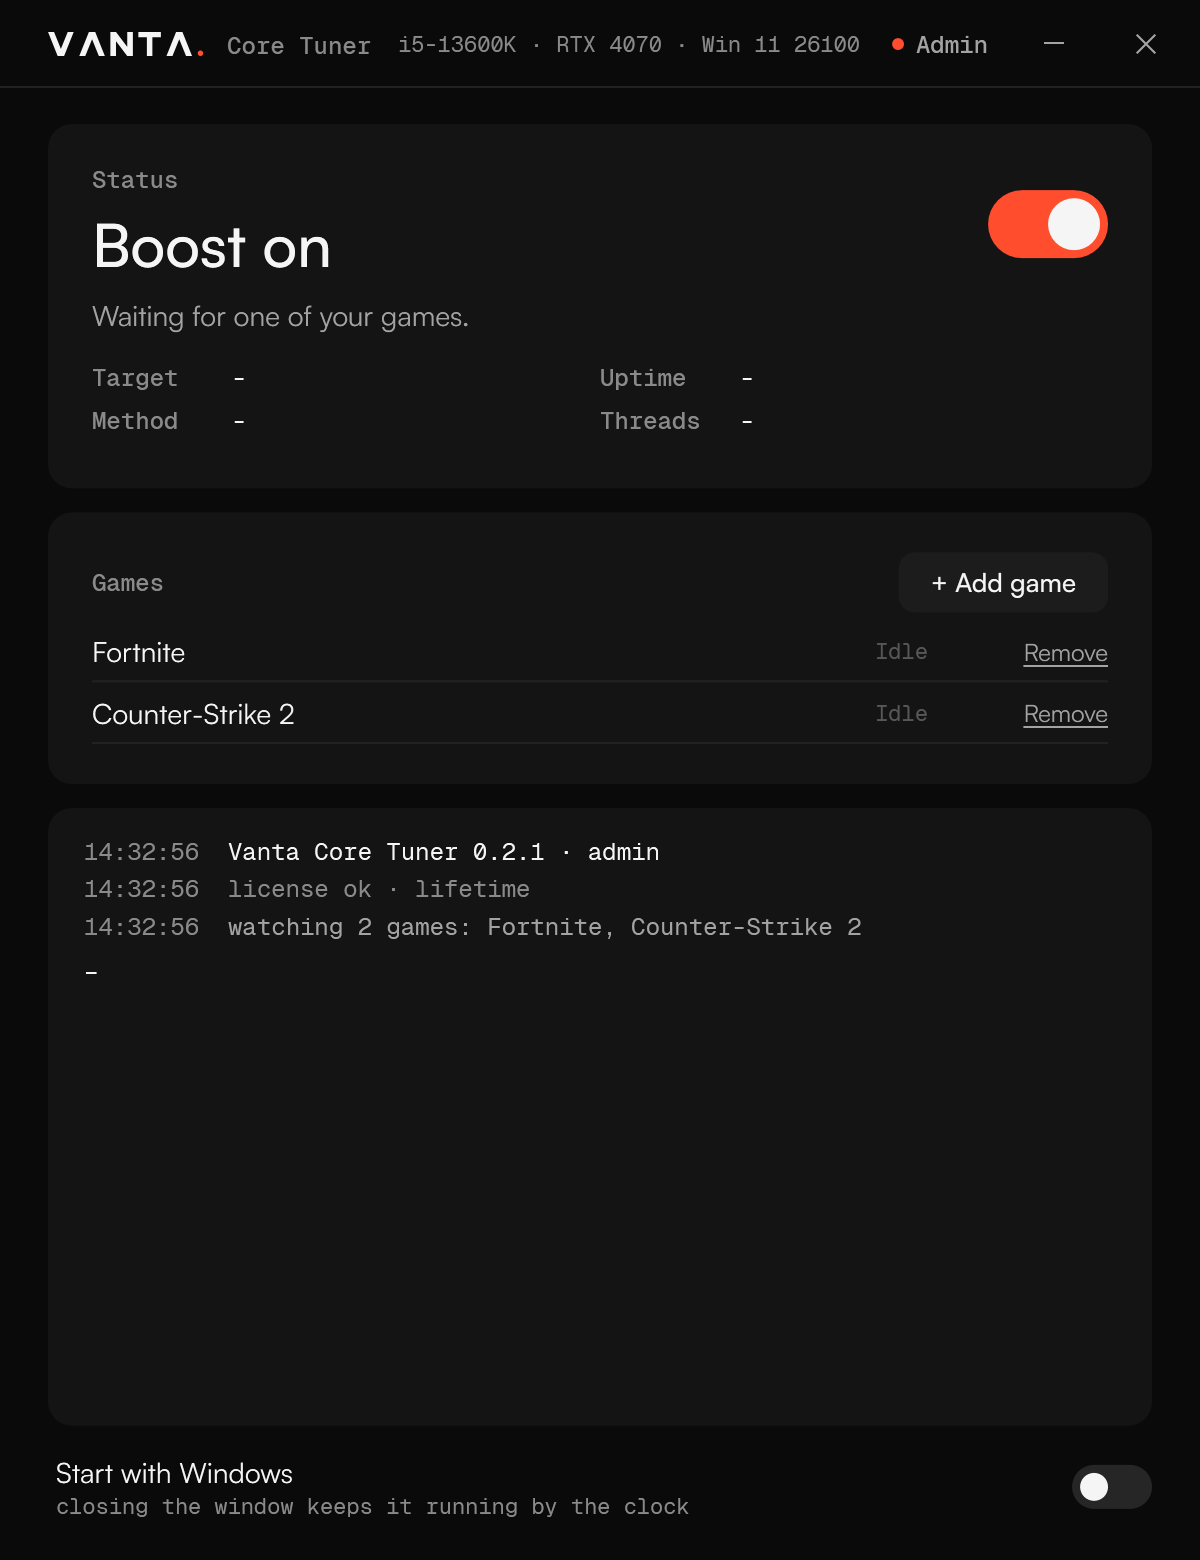 VANTA. Core Tuner i5-13600K · RTX 4070 · Win 11 26100 Admin
Status
Boost on
Waiting for one of your games.
Target - Uptime -
Method - Threads -
Games + Add game
Fortnite Idle Remove
Counter-Strike 2 Idle Remove
14:32:56 Vanta Core Tuner 0.2.1 · admin
14:32:56 license ok · lifetime
14:32:56 watching 2 games: Fortnite, Counter-Strike 2
_
Start with Windows
closing the window keeps it running by the clock